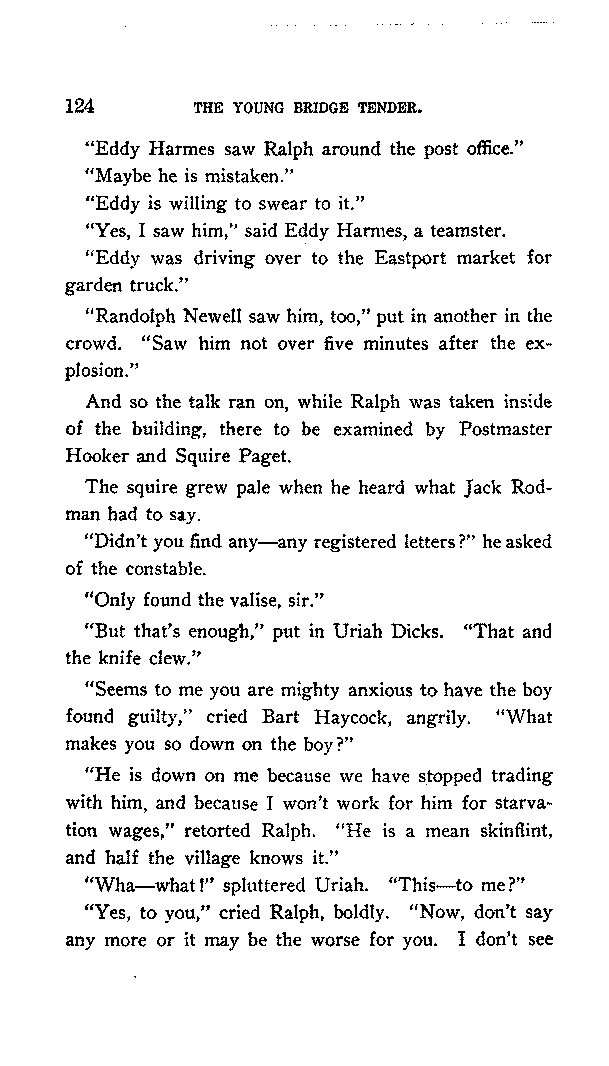 124 THE YOUNG BRIDGE TENDER.
“Eddy Harmes saw Ralph around the post office.”
“Maybe he is mistaken.”
“Eddy is willing to swear to it.”
“Yes, I saw him,” said Eddy Harmes, a teamster.
“Eddy was driving over to the Eastport market for
garden truck.”
“Randolph Newell saw him, too,” put in another in the
crowd. “Saw him not over five minutes after the ex-
plosion.”
And so the talk ran on, while Ralph was taken inside
of the building, there to be examined by Postmaster
Hooker and Squire Paget.
The squire grew pale when he heard what Jack Rod-
man had to say.
“Didn’t you find any—any registered letters?” he asked
of the constable.
“Only found the valise, sir.”
“But that’s enough,” put in Uriah Dicks. “That and
the knife clew.”
“Seems to me you are mighty anxious to have the boy
found guilty,” cried Bart Haycock, angrily. “What
makes you so down on the boy?”
“He is down on me because we have stopped trading
with him, and because I won’t work for him for starva-
tion wages,” retorted Ralph. “He is a mean skinflint,
and half the village knows it.”
“Wha—what!” spluttered Uriah. “This—to me?”
“Yes, to you,” cried Ralph, boldly. “Now, don’t say
any more or it may be the worse for you. I don’t see